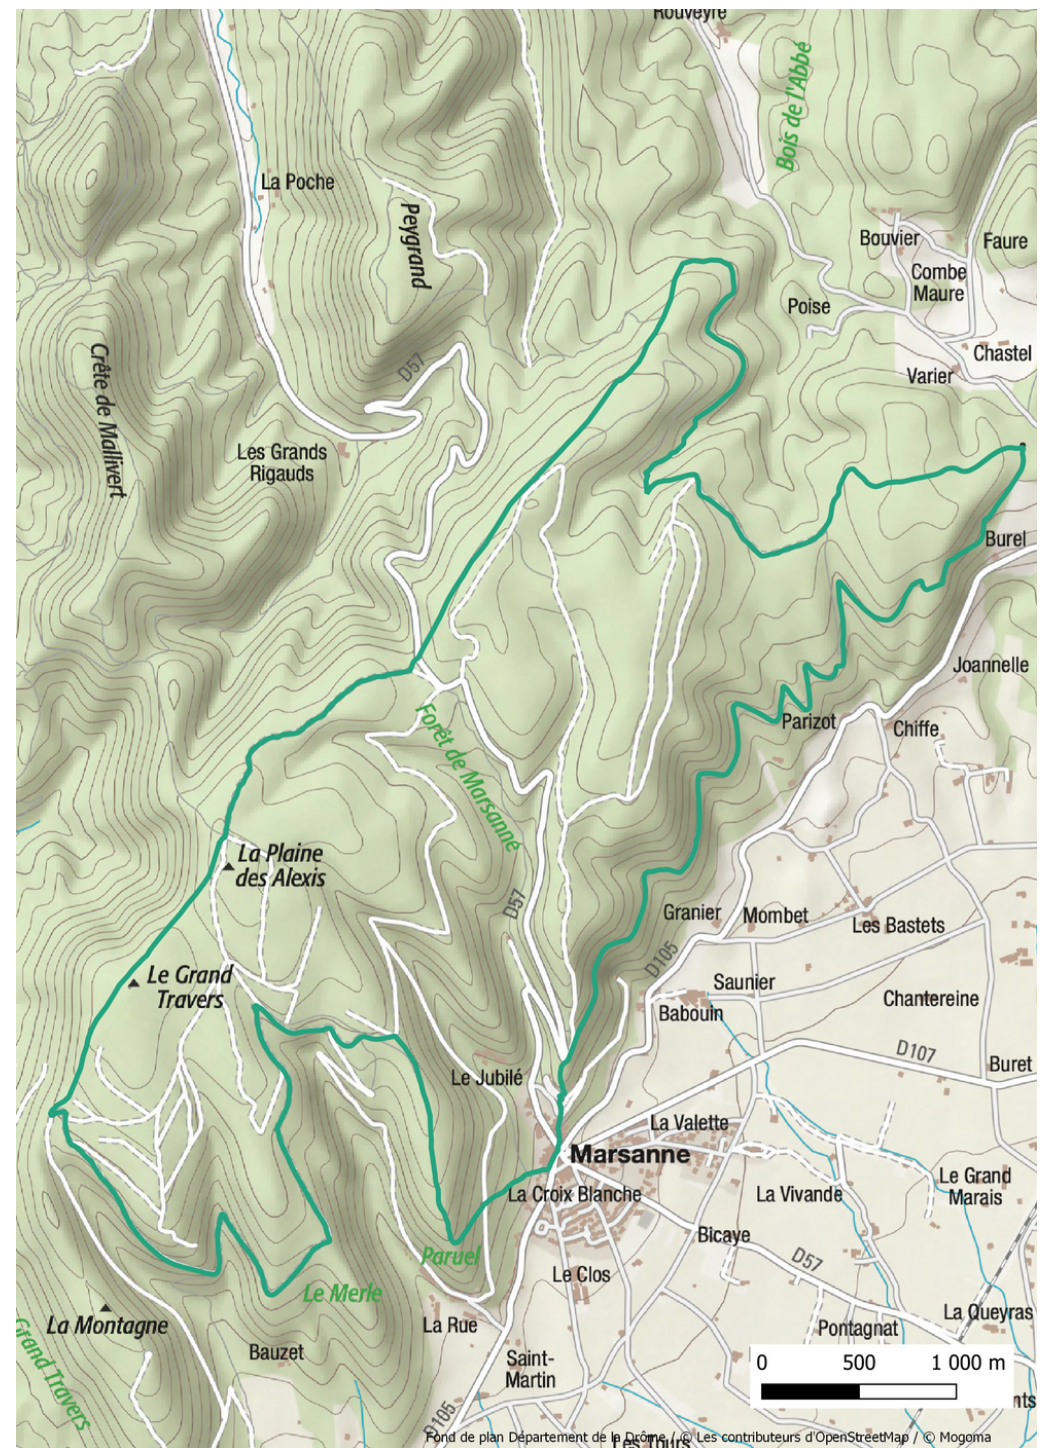 Rouveyre
Bois de l'Abbé
La Poche
Peygrand
Bouvier
Faure
Combe
Maure
Poise
Chastel
D57
Varier
Crête de Mallivert
Les Grands
Rigauds
Burel
Joannelle
Forêt de Marsanne
Parizot
Chiffe
La Plaine
des Alexis
D57
Granier
Mombet
Les Bastets
D105
Le Grand
Travers
Saunier
Chantereine
Babouin
D107
Buret
Le Jubilé
La Valette
Marsanne
Le Grand
Marais
La Croix Blanche
La Vivande
Bicaye
Paruel
D57
Le Clos
Le Merle
La Montagne
La Queyras
Grand Travers
La Rue
Pontagnat
Bauzet
Saint-
Martin
0 500 1 000 m
nts
D105
Les Tours
Fond de plan Département de la Drôme / © Les contributeurs d'OpenStreetMap / © Mogoma